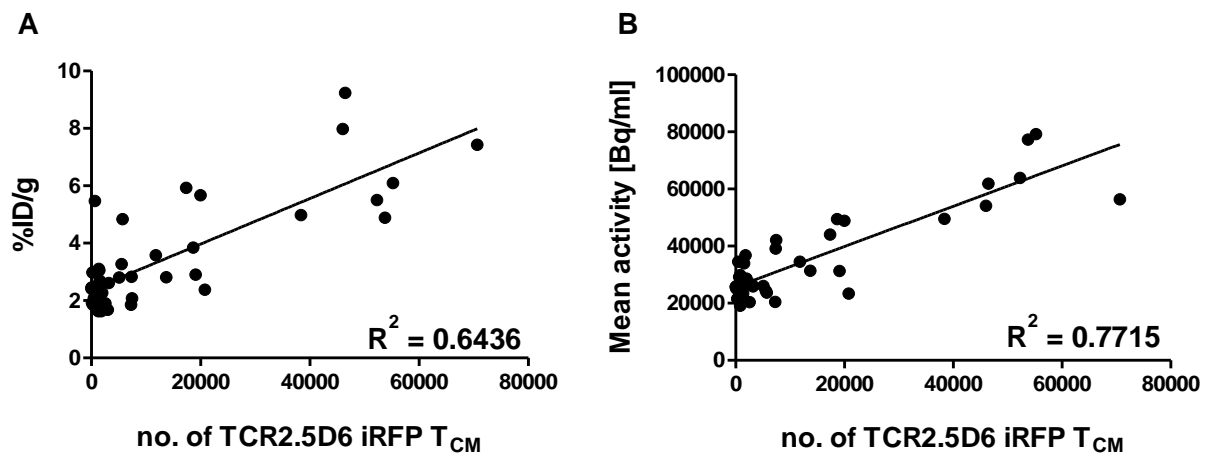 A
%ID/g
10
8
6
4
2
0
0 20000 40000 60000 80000
R² = 0.6436
no. of TCR2.5D6 iRFP T_CM
B
Mean activity [Bq/ml]
100000
80000
60000
40000
20000
0
0 20000 40000 60000 80000
R² = 0.7715
no. of TCR2.5D6 iRFP T_CM